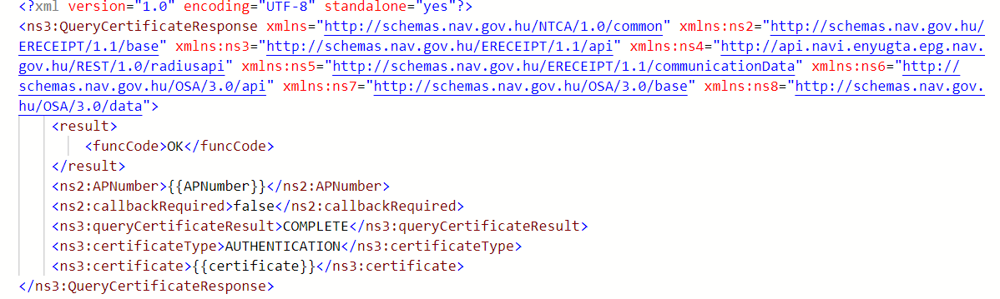 <?xml version="1.0" encoding="UTF-8" standalone="yes"?>
<ns3:QueryCertificateResponse xmlns="http://schemas.nav.gov.hu/NTCA/1.0/common" xmlns:ns2="http://schemas.nav.gov.hu/
ERECEIPT/1.1/base" xmlns:ns3="http://schemas.nav.gov.hu/ERECEIPT/1.1/api" xmlns:ns4="http://api.navi.enyugta.epg.nav.
gov.hu/REST/1.0/radiusapi" xmlns:ns5="http://schemas.nav.gov.hu/ERECEIPT/1.1/communicationData" xmlns:ns6="http://
schemas.nav.gov.hu/OSA/3.0/api" xmlns:ns7="http://schemas.nav.gov.hu/OSA/3.0/base" xmlns:ns8="http://schemas.nav.gov.
hu/OSA/3.0/data">
<result>
<funcCode>OK</funcCode>
</result>
<ns2:APNumber>{{APNumber}}</ns2:APNumber>
<ns2:callbackRequired>false</ns2:callbackRequired>
<ns3:queryCertificateResult>COMPLETE</ns3:queryCertificateResult>
<ns3:certificateType>AUTHENTICATION</ns3:certificateType>
<ns3:certificate>{{certificate}}</ns3:certificate>
</ns3:QueryCertificateResponse>